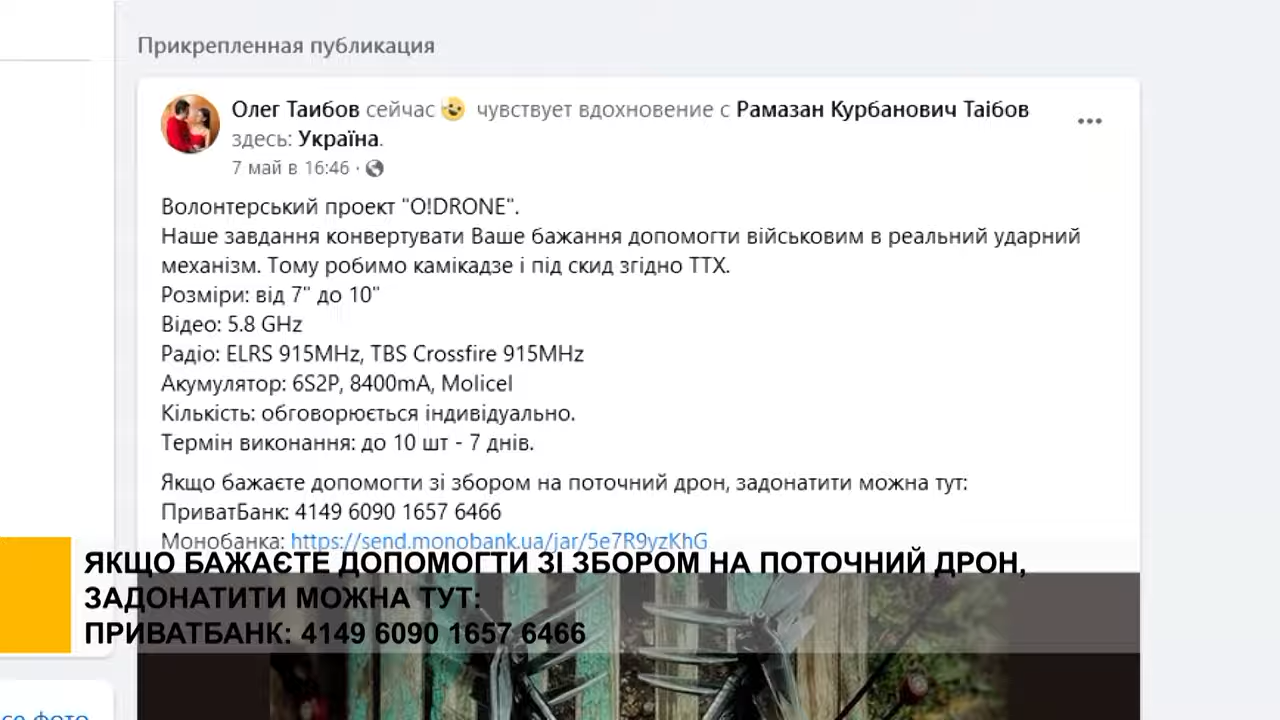 Прикрепленная публикация
Олег Таибов сейчас чувствует вдохновение с Рамазан Курбанович Таібов
здесь: Україна.
7 май в 16:46 ·
Волонтерський проект "O!DRONE".
Наше завдання конвертувати Ваше бажання допомогти військовим в реальний ударний
механізм. Тому робимо камікадзе і під скид згідно ТТХ.
Розміри: від 7" до 10"
Відео: 5.8 GHz
Радіо: ELRS 915MHz, TBS Crossfire 915MHz
Акумулятор: 6S2P, 8400mA, Molicel
Кількість: обговорюється індивідуально.
Термін виконання: до 10 шт - 7 днів.
Якщо бажаєте допомогти зі збором на поточний дрон, задонатити можна тут:
ПриватБанк: 4149 6090 1657 6466
Монобанка: https://send.monobank.ua/jar/5e7R9yzKhG
ЯКЩО БАЖАЄТЕ ДОПОМОГТИ ЗІ ЗБОРОМ НА ПОТОЧНИЙ ДРОН,
ЗАДОНАТИТИ МОЖНА ТУТ:
ПРИВАТБАНК: 4149 6090 1657 6466